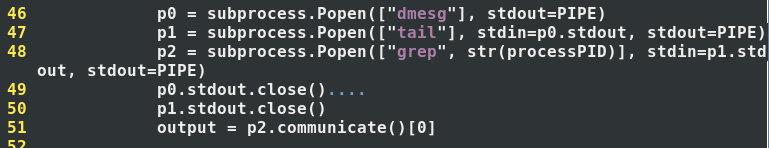 46             p0 = subprocess.Popen(["dmesg"], stdout=PIPE)
47             p1 = subprocess.Popen(["tail"], stdin=p0.stdout, stdout=PIPE)
48             p2 = subprocess.Popen(["grep", str(processPID)], stdin=p1.std
out, stdout=PIPE)
49             p0.stdout.close()....
50             p1.stdout.close()
51             output = p2.communicate()[0]
52